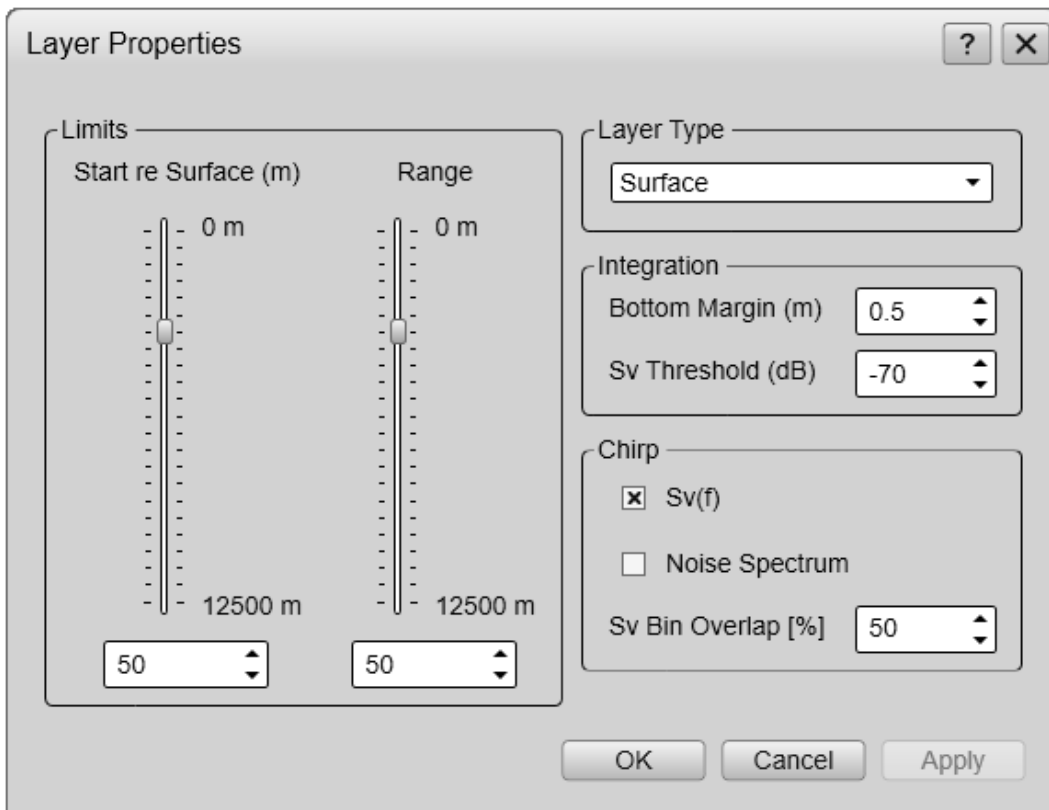 Layer Properties
?
Limits
Start re Surface (m)
Range
0 m
0 m
12500 m
12500 m
50
50
Layer Type
Surface
Integration
Bottom Margin (m)
0.5
Sv Threshold (dB)
-70
Chirp
Sv(f)
Noise Spectrum
Sv Bin Overlap [%]
50
OK
Cancel
Apply